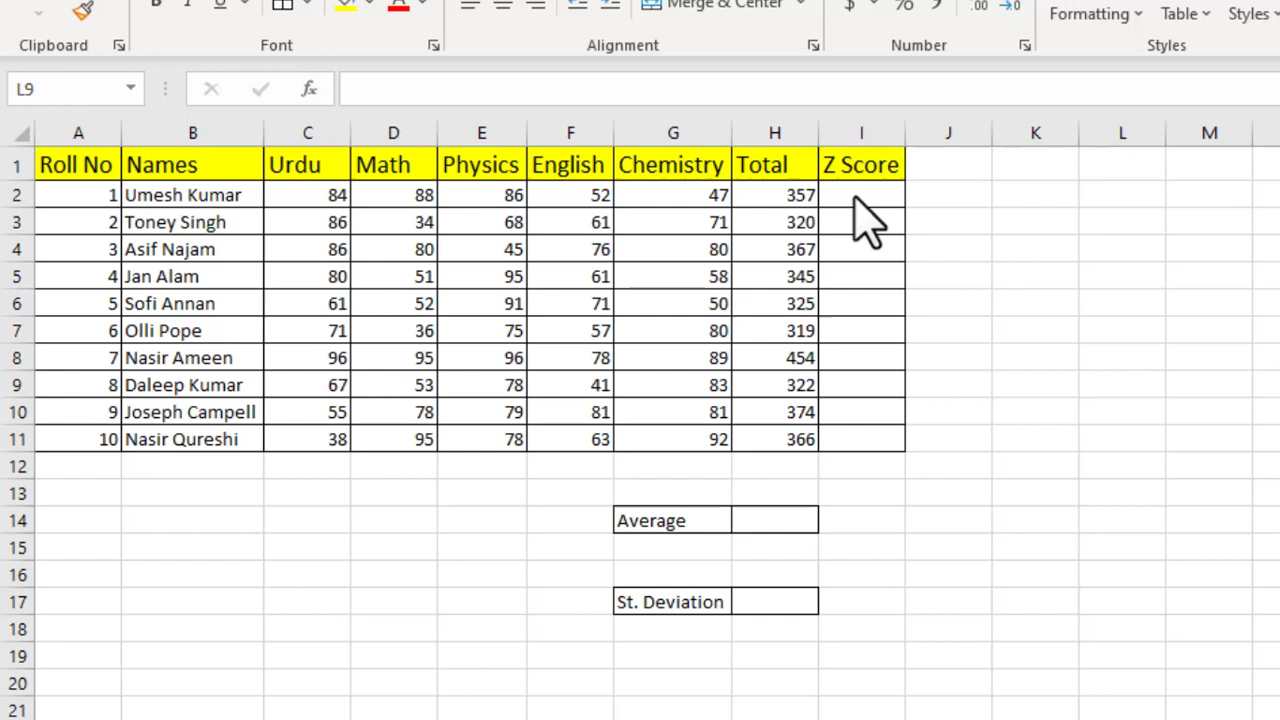 B I U Merge & Center $ % 9 .00 →0 Formatting Table Styles
Clipboard Font Alignment Number Styles
L9 fx
A B C D E F G H I J K L M
1 Roll No Names Urdu Math Physics English Chemistry Total Z Score
2 1 Umesh Kumar 84 88 86 52 47 357
3 2 Toney Singh 86 34 68 61 71 320
4 3 Asif Najam 86 80 45 76 80 367
5 4 Jan Alam 80 51 95 61 58 345
6 5 Sofi Annan 61 52 91 71 50 325
7 6 Olli Pope 71 36 75 57 80 319
8 7 Nasir Ameen 96 95 96 78 89 454
9 8 Daleep Kumar 67 53 78 41 83 322
10 9 Joseph Campell 55 78 79 81 81 374
11 10 Nasir Qureshi 38 95 78 63 92 366
12
13
14 Average
15
16
17 St. Deviation
18
19
20
21